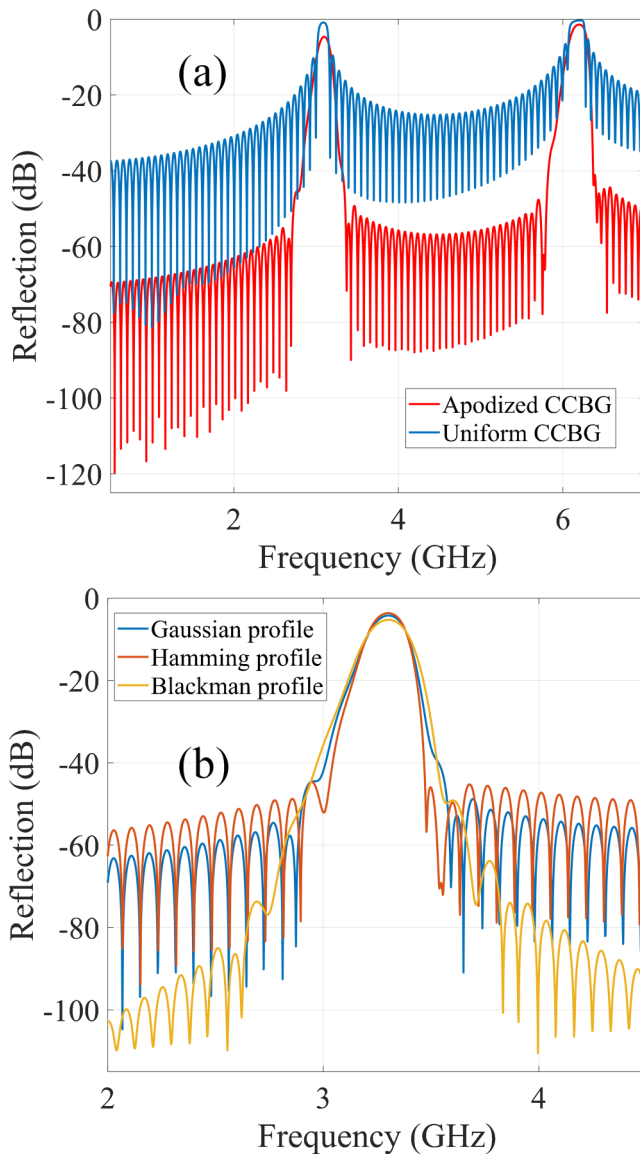 0
(a)
-20
-40
-60
-80
-100
-120
Reflection (dB)
Apodized CCBG
Uniform CCBG
2
4
6
Frequency (GHz)
0
Gaussian profile
Hamming profile
Blackman profile
-20
(b)
-40
-60
-80
-100
Reflection (dB)
2
3
4
Frequency (GHz)